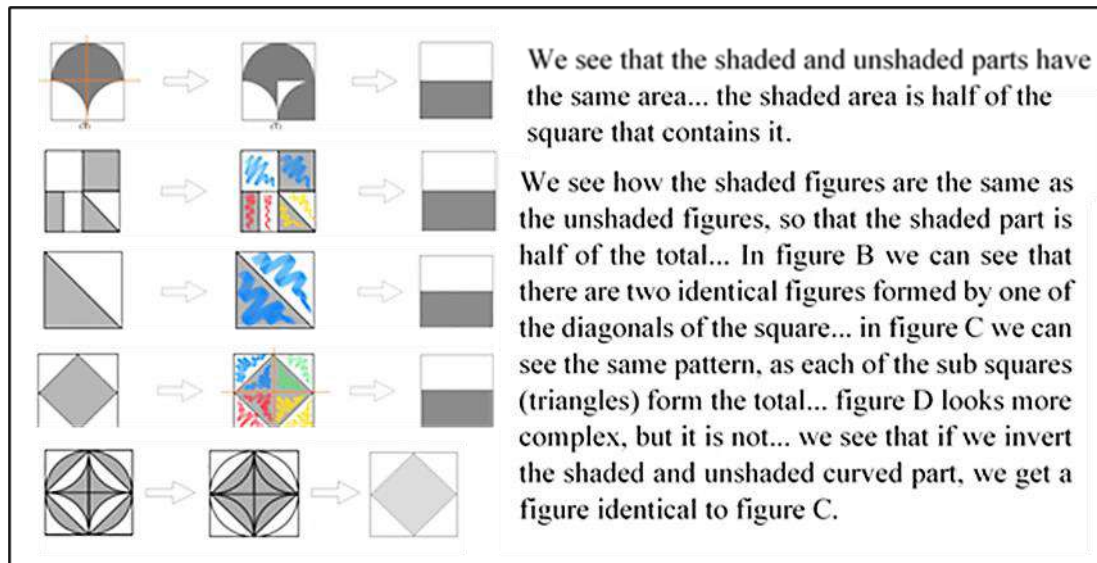 We see that the shaded and unshaded parts have
the same area... the shaded area is half of the
square that contains it.
We see how the shaded figures are the same as
the unshaded figures, so that the shaded part is
half of the total... In figure B we can see that
there are two identical figures formed by one of
the diagonals of the square... in figure C we can
see the same pattern, as each of the sub squares
(triangles) form the total... figure D looks more
complex, but it is not... we see that if we invert
the shaded and unshaded curved part, we get a
figure identical to figure C.